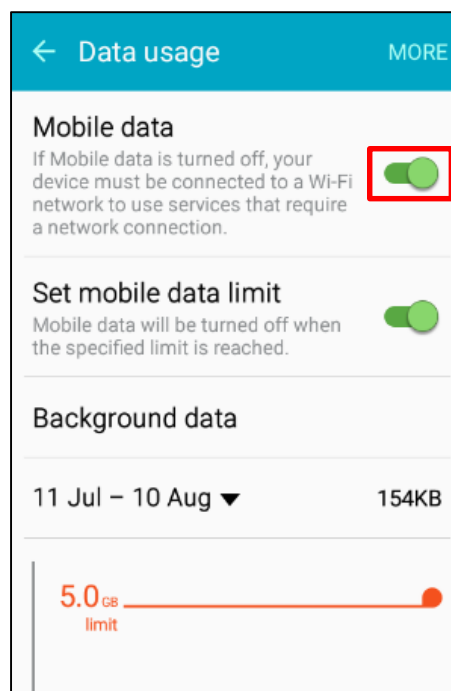 Data usage MORE
Mobile data
If Mobile data is turned off, your
device must be connected to a Wi-Fi
network to use services that require
a network connection.
Set mobile data limit
Mobile data will be turned off when
the specified limit is reached.
Background data
11 Jul – 10 Aug 154KB
5.0 GB
limit